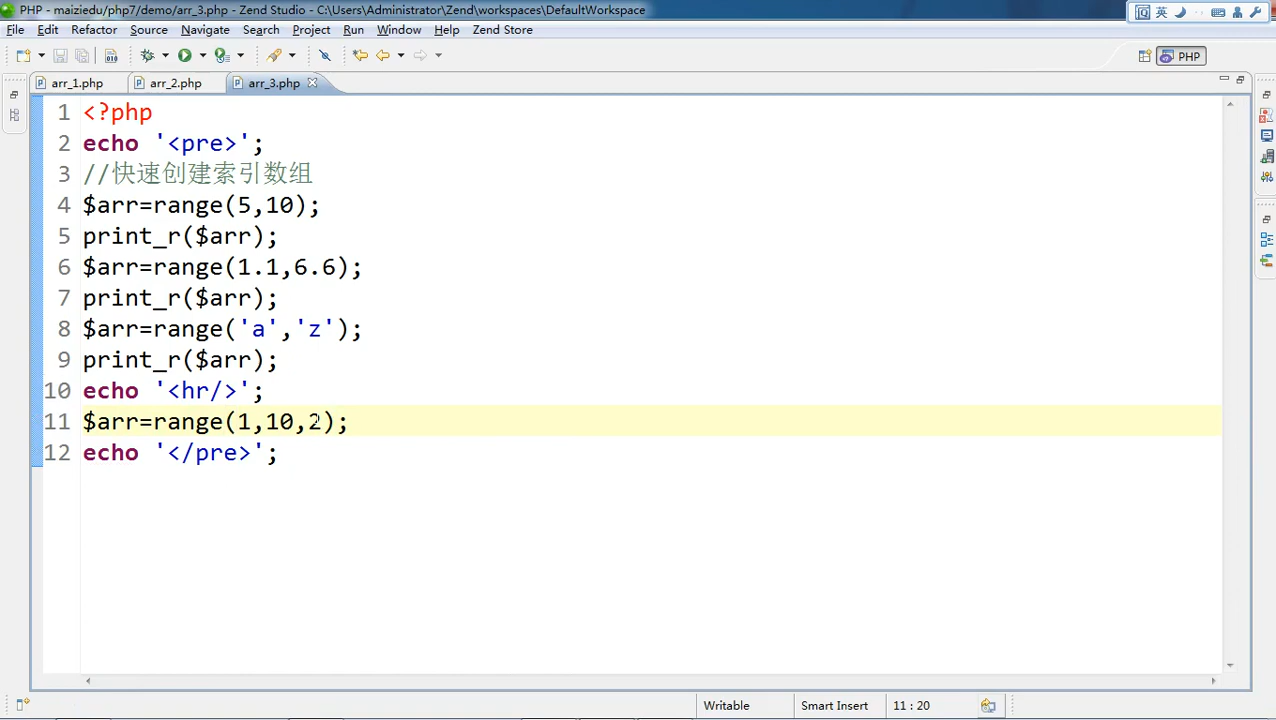 PHP - maiziedu/php7/demo/arr_3.php - Zend Studio - C:\Users\Administrator\Zend\workspaces\DefaultWorkspace
英
File Edit Refactor Source Navigate Search Project Run Window Help Zend Store
PHP
arr_1.php arr_2.php arr_3.php
1 <?php
2 echo '<pre>';
3 //快速创建索引数组
4 $arr=range(5,10);
5 print_r($arr);
6 $arr=range(1.1,6.6);
7 print_r($arr);
8 $arr=range('a','z');
9 print_r($arr);
10 echo '<hr/>';
11 $arr=range(1,10,2);
12 echo '</pre>';
Writable Smart Insert 11 : 20